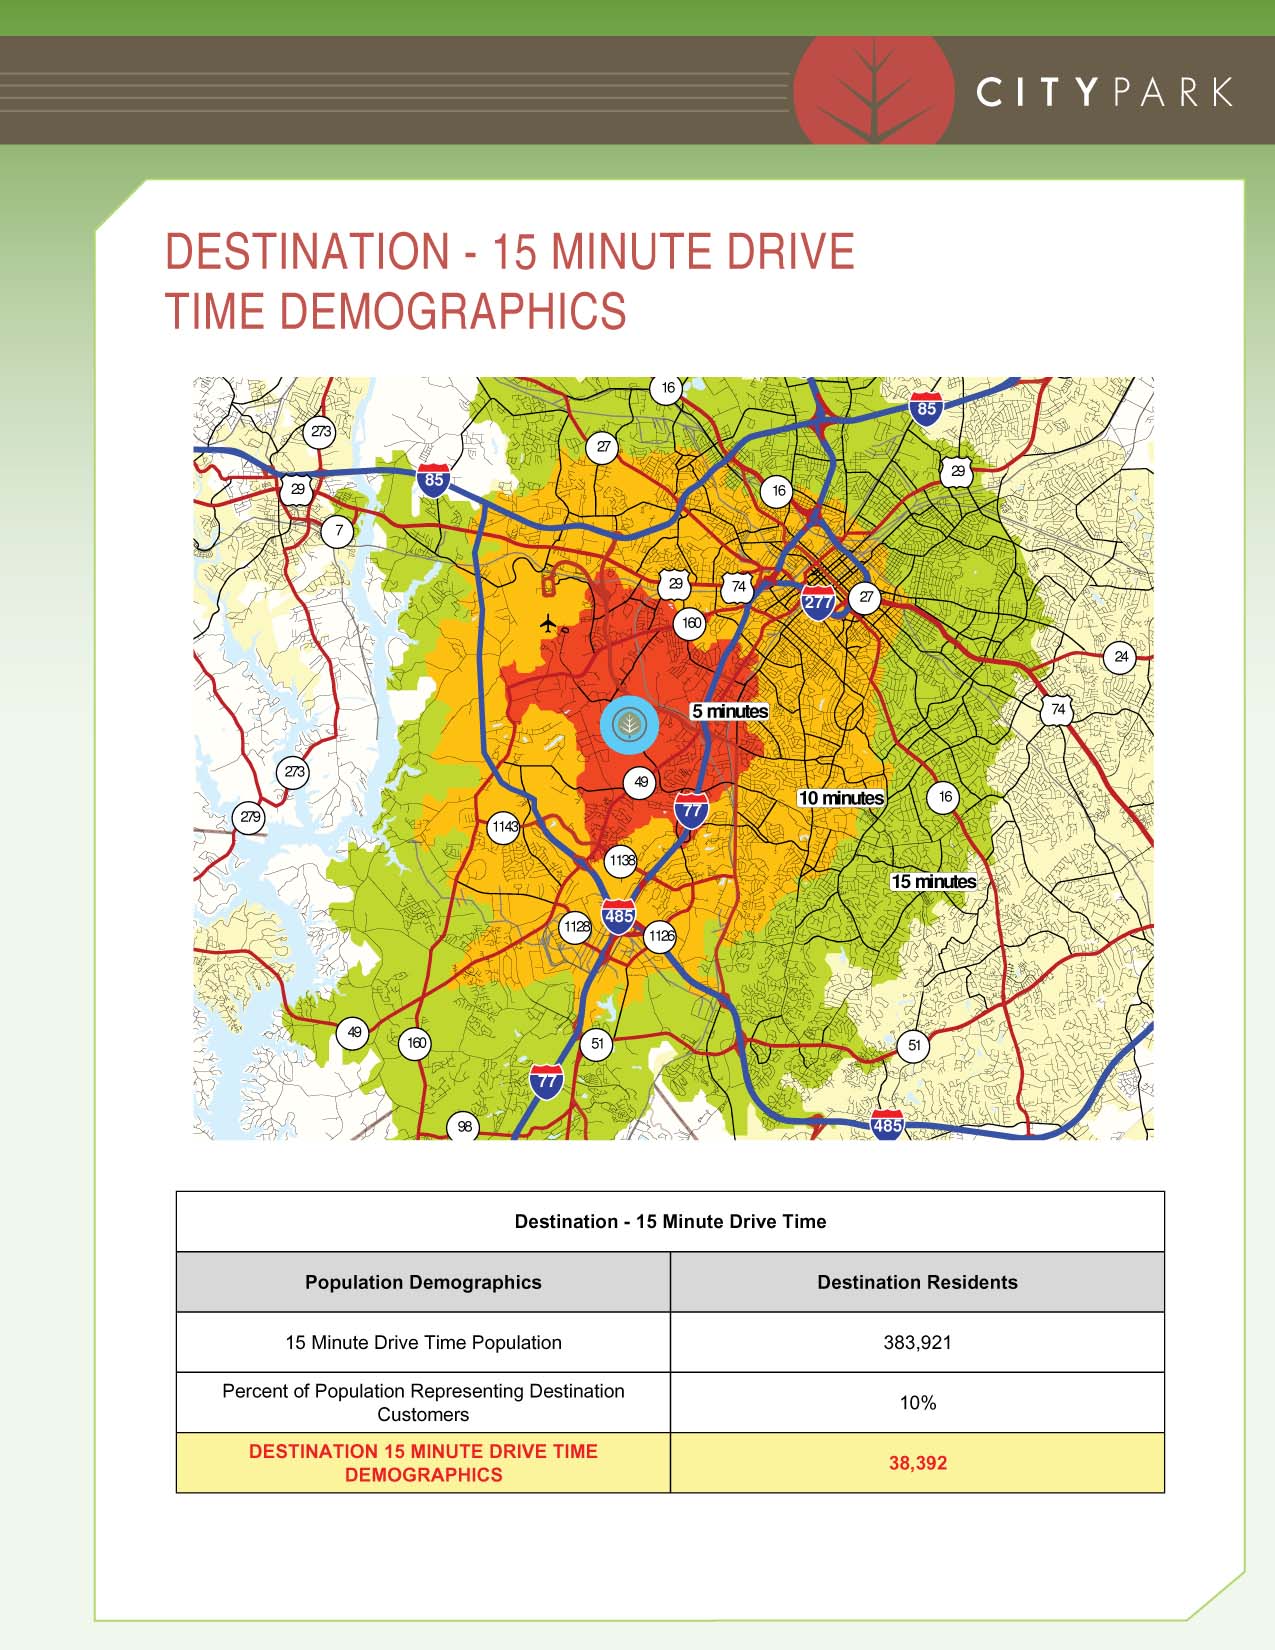 CITYPARK
DESTINATION - 15 MINUTE DRIVE
TIME DEMOGRAPHICS
16
85
273
27
29
85
29
16
7
29
74
277
27
160
24
5 minutes
74
49
273
10 minutes
16
77
279
1143
1138
15 minutes
485
1128
1126
49
160
51
51
77
485
98
Destination - 15 Minute Drive Time
Population Demographics
Destination Residents
15 Minute Drive Time Population
383,921
Percent of Population Representing Destination
Customers
10%
DESTINATION 15 MINUTE DRIVE TIME
DEMOGRAPHICS
38,392